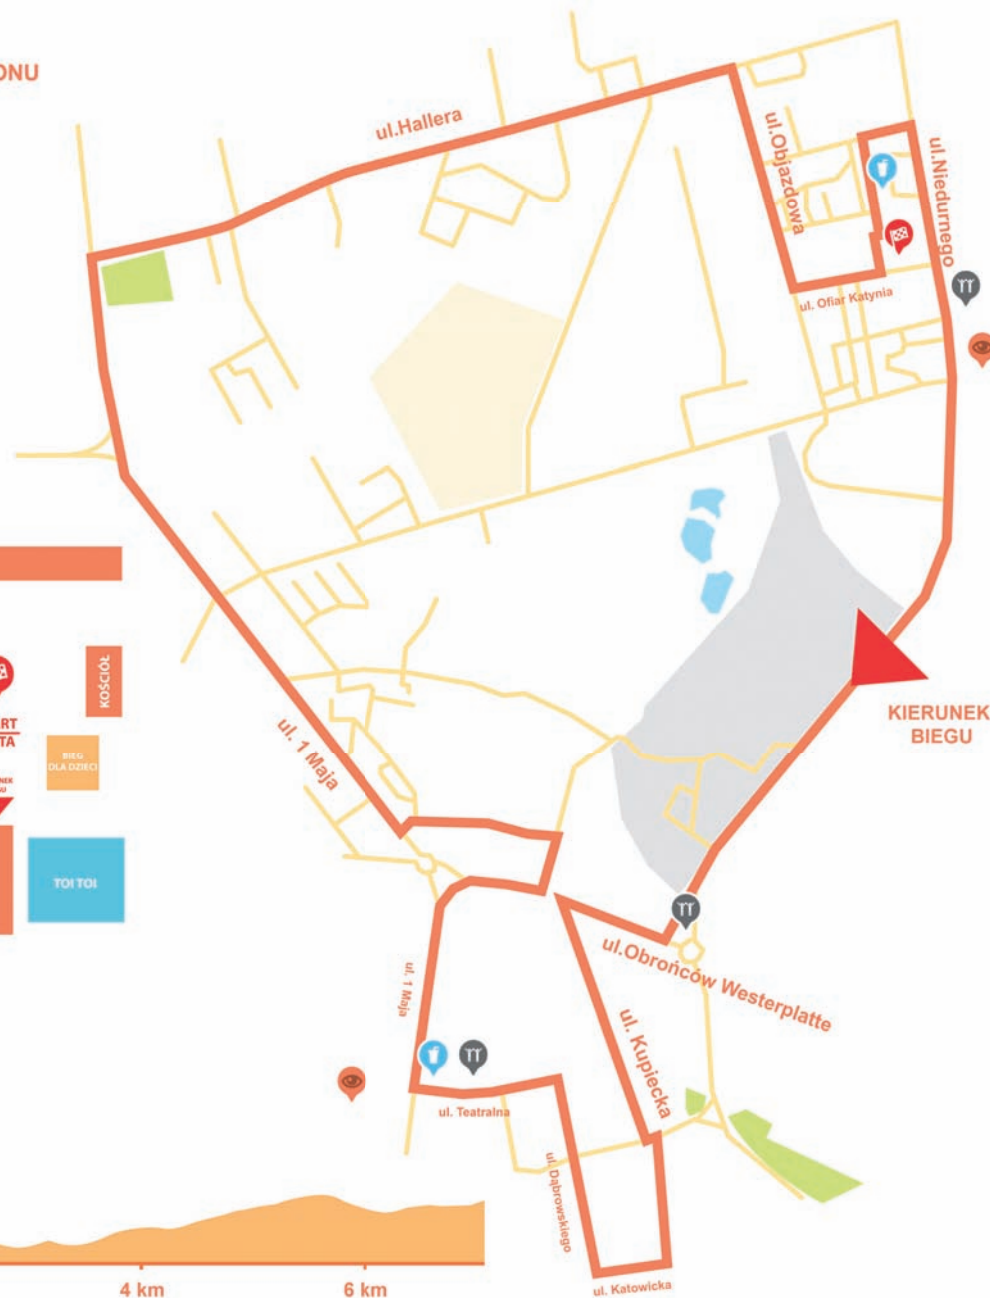 ONU
ul.Hallera
ul.Objazdowa
ul.Niedurnego
ul. Ofiar Katynia
KOŚCIÓŁ
RT
TA
BIEG
DLA DZIECI
NEK
GU
TOI TOI
KIERUNEK
BIEGU
ul. 1 Maja
ul.Obrońców Westerplatte
ul. 1 Maja
ul. Kupiecka
ul. Teatralna
ul. Dąbrowskiego
ul. Katowicka
4 km
6 km